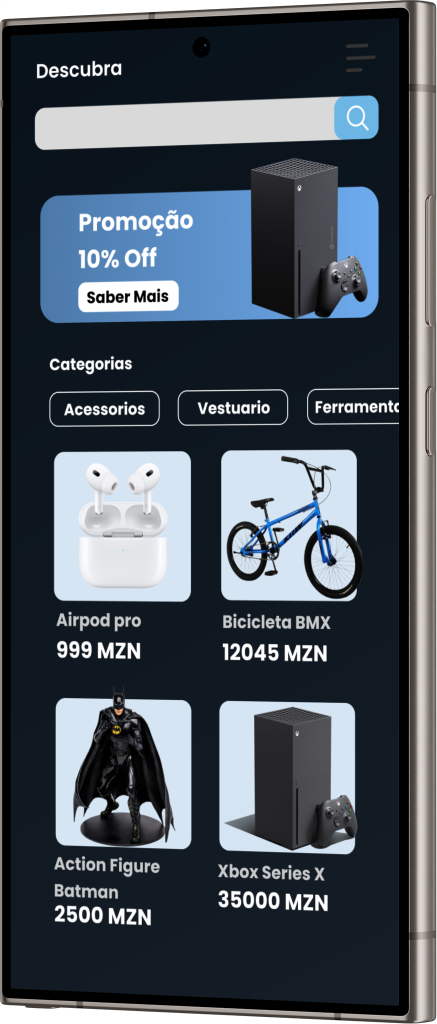 Descubra
Promoção
10% Off
Saber Mais
Categorias
Acessorios
Vestuario
Airpod pro
999 MZN
Bicicleta BMX
12045 MZN
Action Figure
Batman
2500 MZN
Xbox Series X
35000 MZN